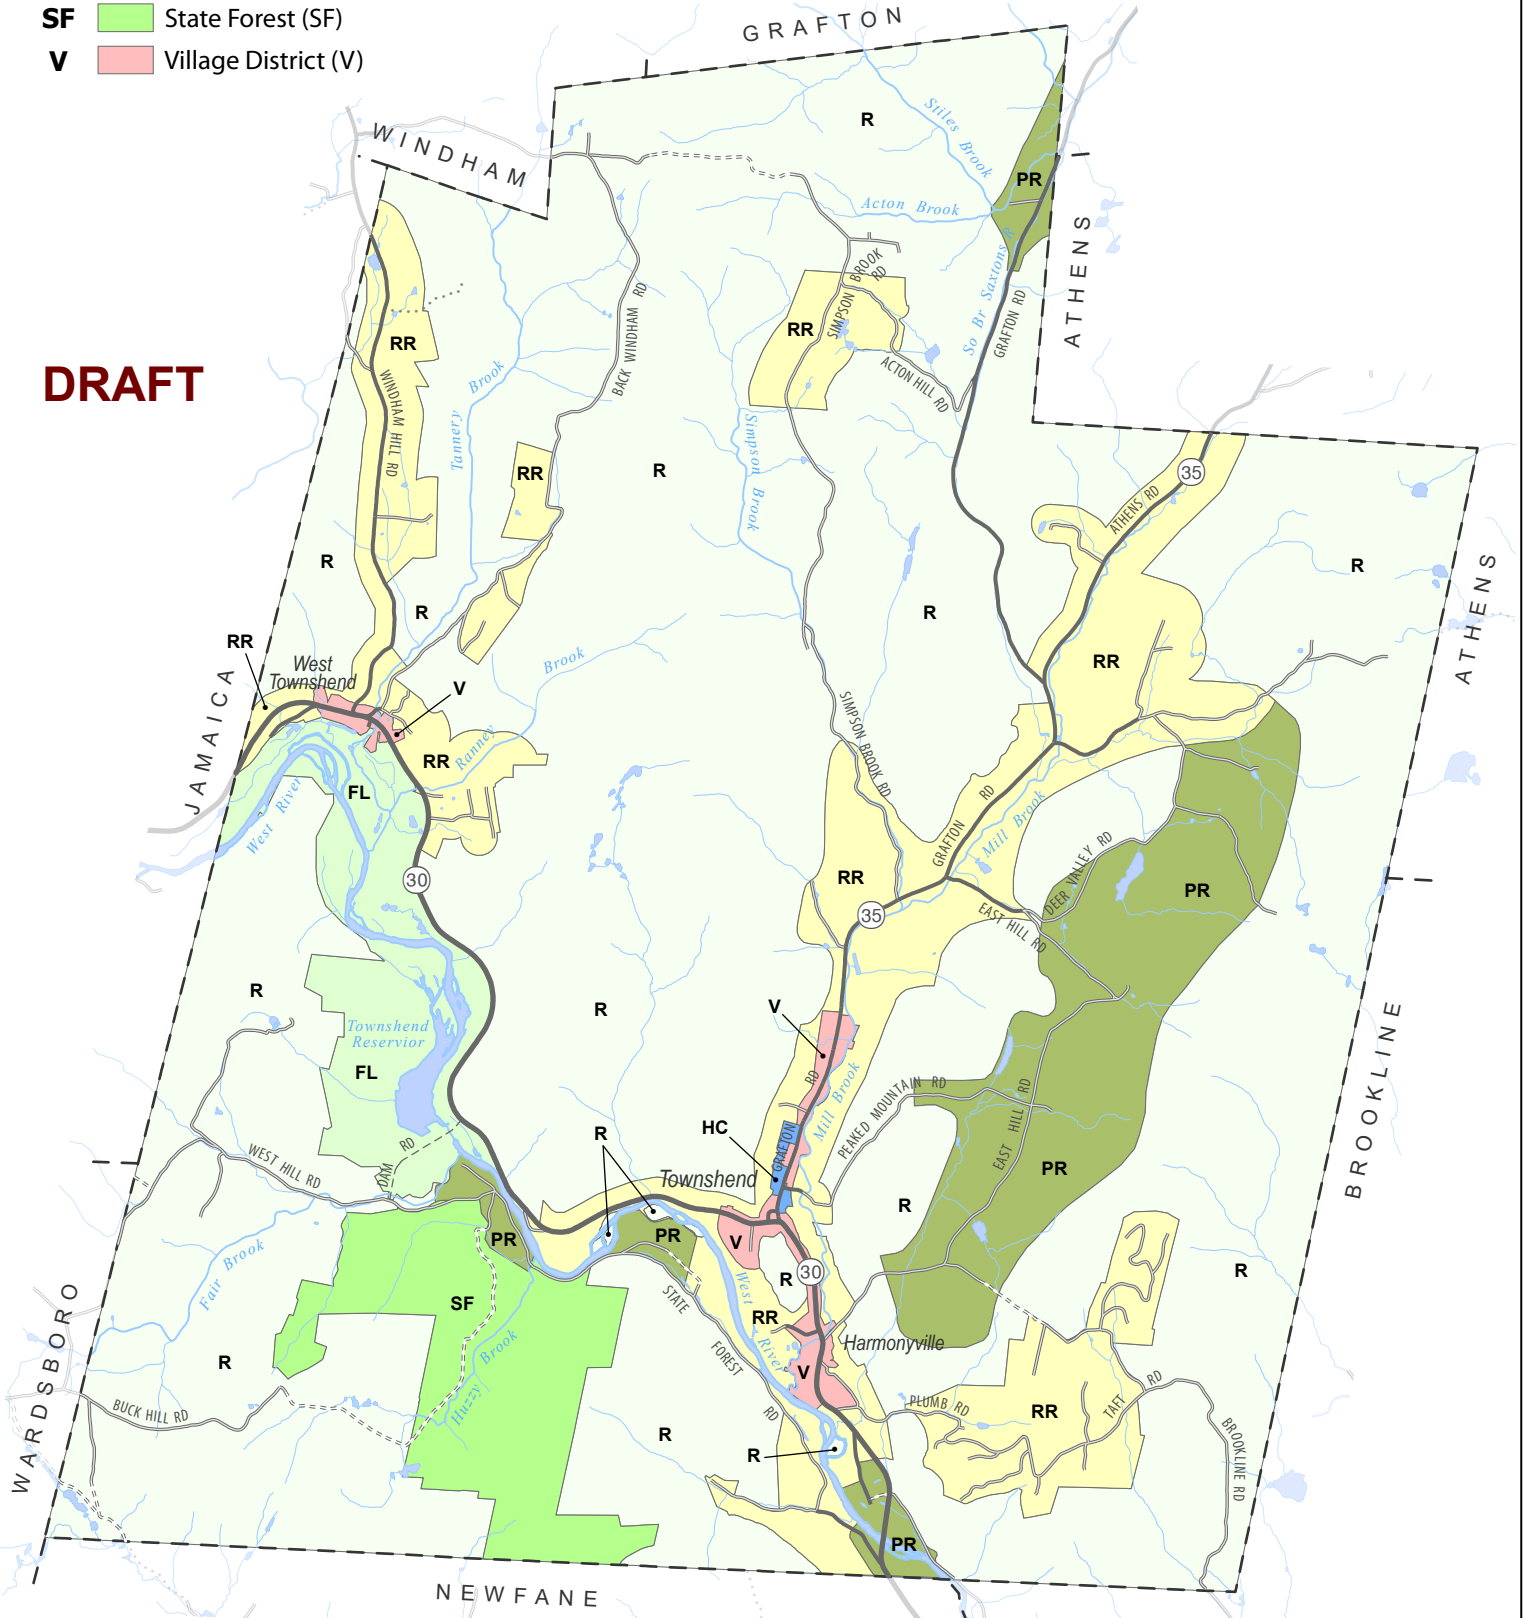 SF State Forest (SF)
V Village District (V)
GRAFTON
WINDHAM
R
Stiles Brook
PR
Acton Brook
ATHENS
BROOK RD
SIMPSON
So Br Saxtons R
GRAFTON RD
RR
RR
BACK WINDHAM RD
DRAFT
WINDHAM HILL RD
Tannery Brook
ACTON HILL RD
Simpson Brook
RR
R
35
ATHENS RD
R
R
R
R
ATHENS
RR
West
Townshend
Brook
RR
V
JAMAICA
SIMPSON BROOK RD
Ranney
RR
FL
West River
GRAFTON RD
Mill Brook
DEER VALLEY RD
30
RR
PR
35
EAST HILL RD
R
R
V
Townshend
Reservior
FL
RD
Mill Brook
PEAKED MOUNTAIN RD
BROOKLINE
HC
R
GRAFTON
EAST HILL RD
DAM RD
WEST HILL RD
Townshend
PR
R
PR
PR
V
R
30
R
Fair Brook
SF
STATE FOREST RD
West River
RR
Harmonyville
WARDSBORO
R
Huzzy Brook
V
BUCK HILL RD
PLUMB RD
RR
TAFT RD
BROOKLINE RD
R
R
PR
NEWFANE